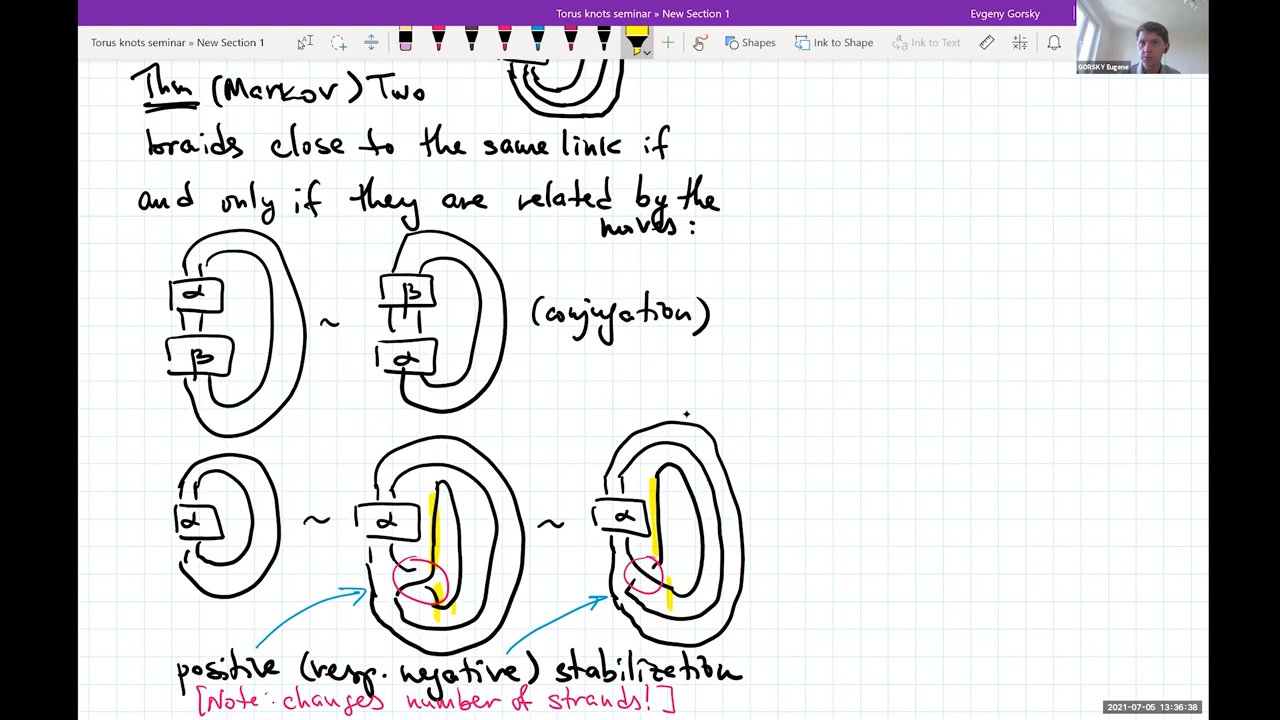 Torus knots seminar » New Section 1
Evgeny Gorsky
Torus knots seminar » New Section 1
Shapes
Ink to Shape
Ink to Text
GORSKY Eugene
Thm (Markov) Two
braids close to the same link if
and only if they are related by the
moves:
α
β
~
β
α
(conjugation)
α
~
α
~
α
positive (resp. negative) stabilization
[Note: changes number of strands!]
2021-07-05 13:36:38